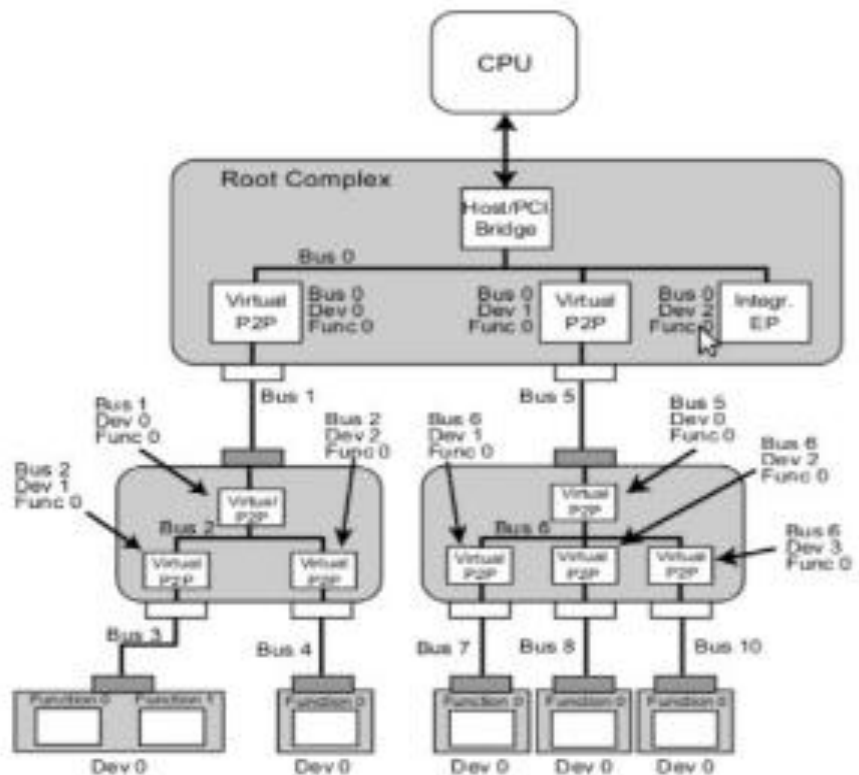 CPU
Root Complex
Host/PCI
Bridge
Bus 0
Virtual
P2P
Bus 0
Dev 0
Func 0
Bus 0
Dev 1
Func 0
Virtual
P2P
Bus 0
Dev 2
Func 0
Integr.
EP
Bus 1
Bus 5
Bus 1
Dev 0
Func 0
Bus 2
Dev 2
Func 0
Bus 6
Dev 1
Func 0
Bus 5
Dev 0
Func 0
Bus 2
Dev 1
Func 0
Bus 6
Dev 2
Func 0
Virtual
P2P
Bus 2
Virtual
P2P
Virtual
P2P
Virtual
P2P
Bus 6
Virtual
P2P
Virtual
P2P
Virtual
P2P
Bus 6
Dev 3
Func 0
Bus 3
Bus 4
Bus 7
Bus 8
Bus 10
Function 0
Function 1
Function 0
Function 0
Function 0
Function 0
Dev 0
Dev 0
Dev 0
Dev 0
Dev 0